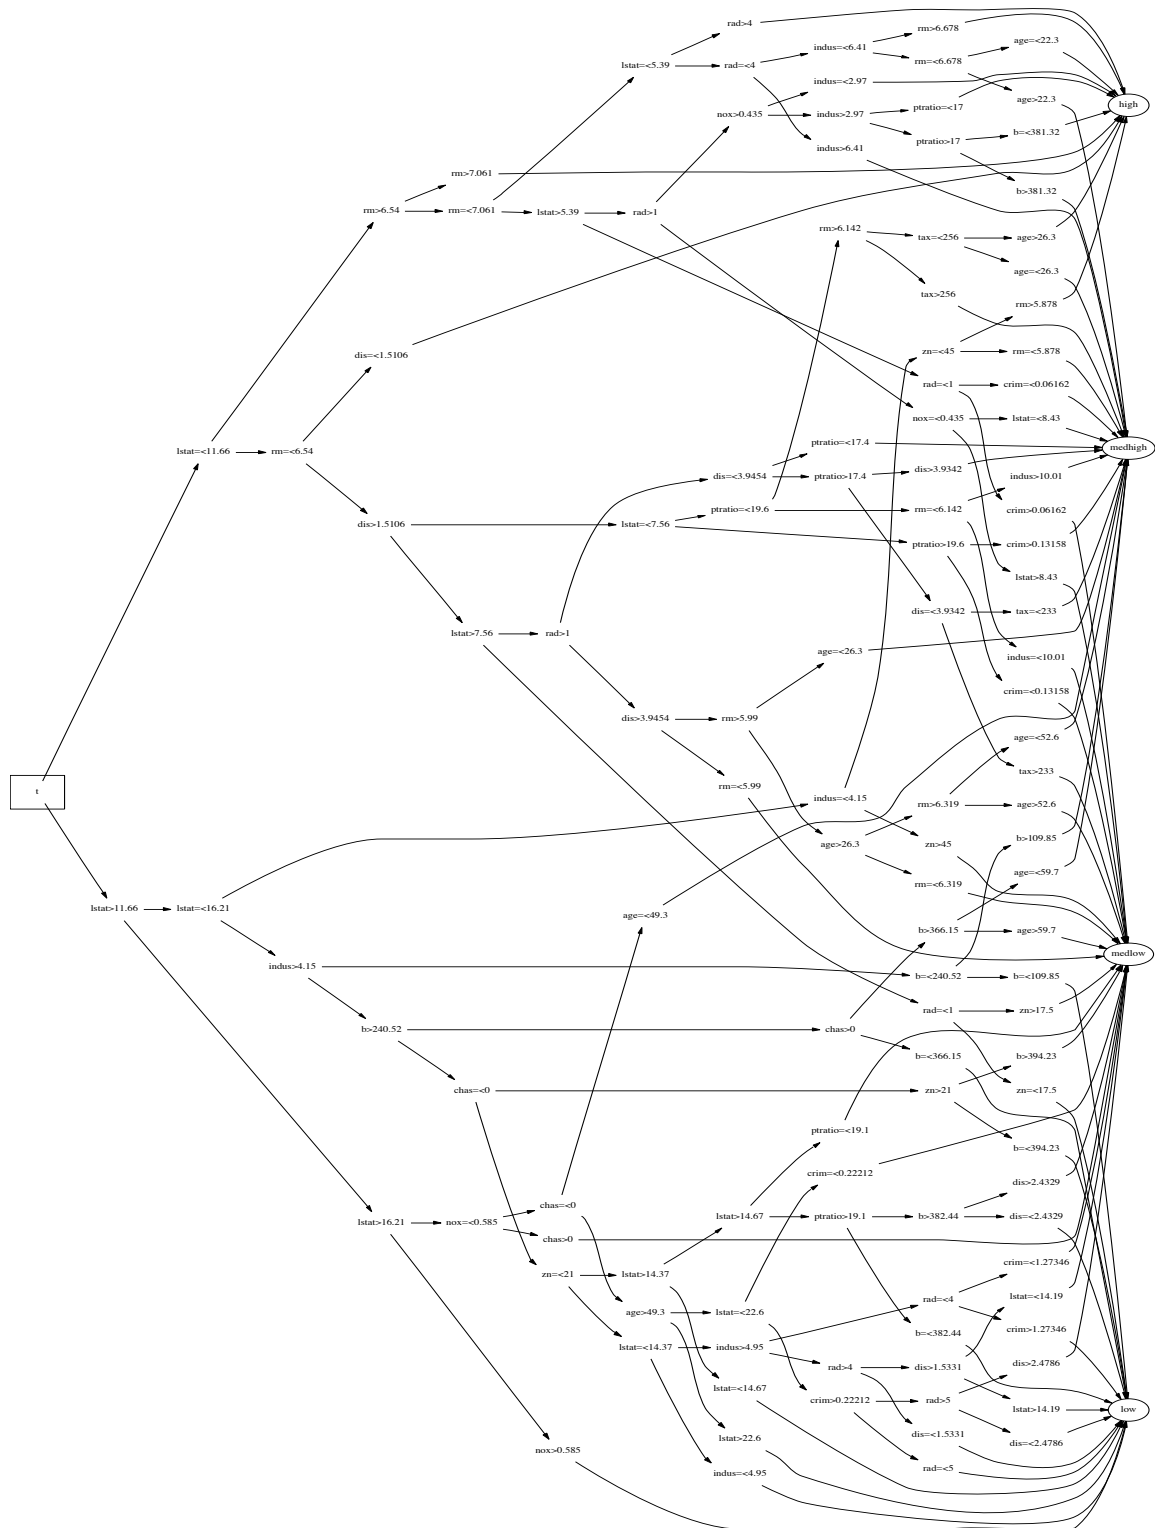 rad>4
rm>6.678
indus=<6.41
age=<22.3
lstat=<5.39
rad=<4
rm=<6.678
indus=<2.97
age>22.3
high
ptratio=<17
nox>0.435
indus>2.97
b=<381.32
ptratio>17
indus>6.41
rm>7.061
b>381.32
rm>6.54
rm=<7.061
lstat>5.39
rad>1
rm>6.142
tax=<256
age>26.3
age=<26.3
tax>256
rm>5.878
dis=<1.5106
zn=<45
rm=<5.878
rad=<1
crim=<0.06162
nox=<0.435
lstat=<8.43
ptratio=<17.4
medhigh
lstat=<11.66
rm=<6.54
dis=<3.9454
ptratio>17.4
dis>3.9342
indus>10.01
ptratio=<19.6
rm=<6.142
crim>0.06162
dis>1.5106
lstat=<7.56
ptratio>19.6
crim>0.13158
lstat>8.43
dis=<3.9342
tax=<233
lstat>7.56
rad>1
age=<26.3
indus=<10.01
crim=<0.13158
dis>3.9454
rm>5.99
age=<52.6
tax>233
rm=<5.99
t
indus=<4.15
rm>6.319
age>52.6
age>26.3
zn>45
b>109.85
age=<59.7
rm=<6.319
lstat>11.66
lstat=<16.21
age=<49.3
b>366.15
age>59.7
medlow
indus>4.15
b=<240.52
b=<109.85
rad=<1
zn>17.5
b>240.52
chas>0
b=<366.15
b>394.23
chas=<0
zn>21
zn=<17.5
ptratio=<19.1
b=<394.23
crim=<0.22212
dis>2.4329
chas=<0
lstat>16.21
nox=<0.585
lstat>14.67
ptratio>19.1
b>382.44
dis=<2.4329
chas>0
crim=<1.27346
zn=<21
lstat>14.37
lstat=<14.19
rad=<4
age>49.3
lstat=<22.6
crim>1.27346
b=<382.44
lstat=<14.37
indus>4.95
rad>4
dis>1.5331
dis>2.4786
lstat=<14.67
crim>0.22212
rad>5
lstat>14.19
low
dis=<1.5331
lstat>22.6
dis=<2.4786
nox>0.585
rad=<5
indus=<4.95